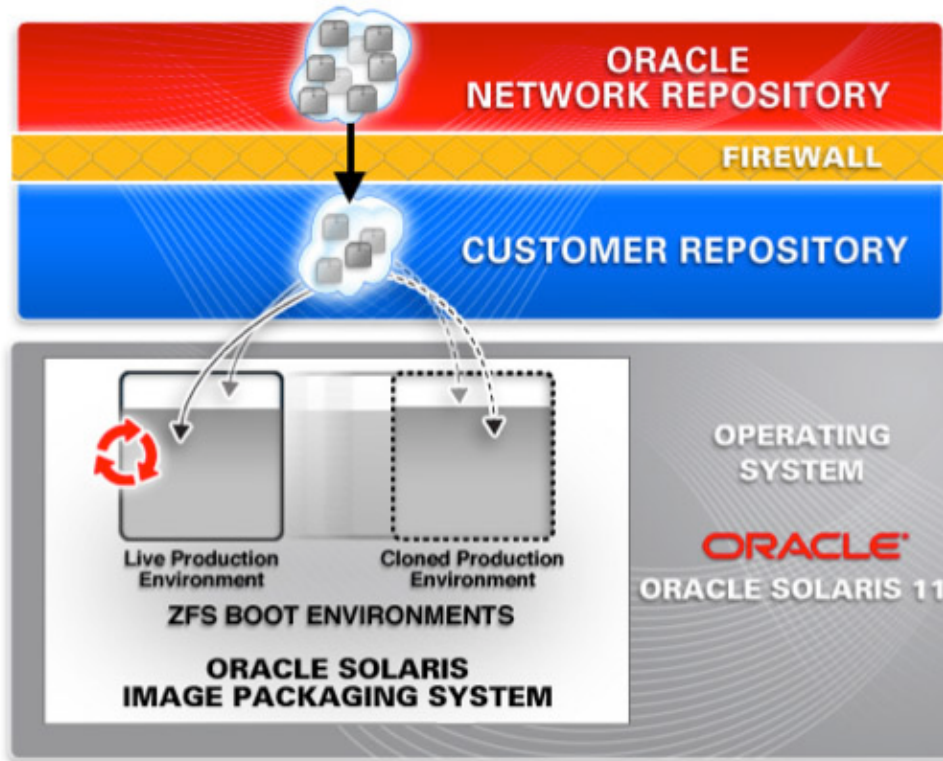 ORACLE
NETWORK REPOSITORY
FIREWALL
CUSTOMER REPOSITORY
Live Production
Environment
Cloned Production
Environment
ZFS BOOT ENVIRONMENTS
ORACLE SOLARIS
IMAGE PACKAGING SYSTEM
OPERATING
SYSTEM
ORACLE®
ORACLE SOLARIS 11